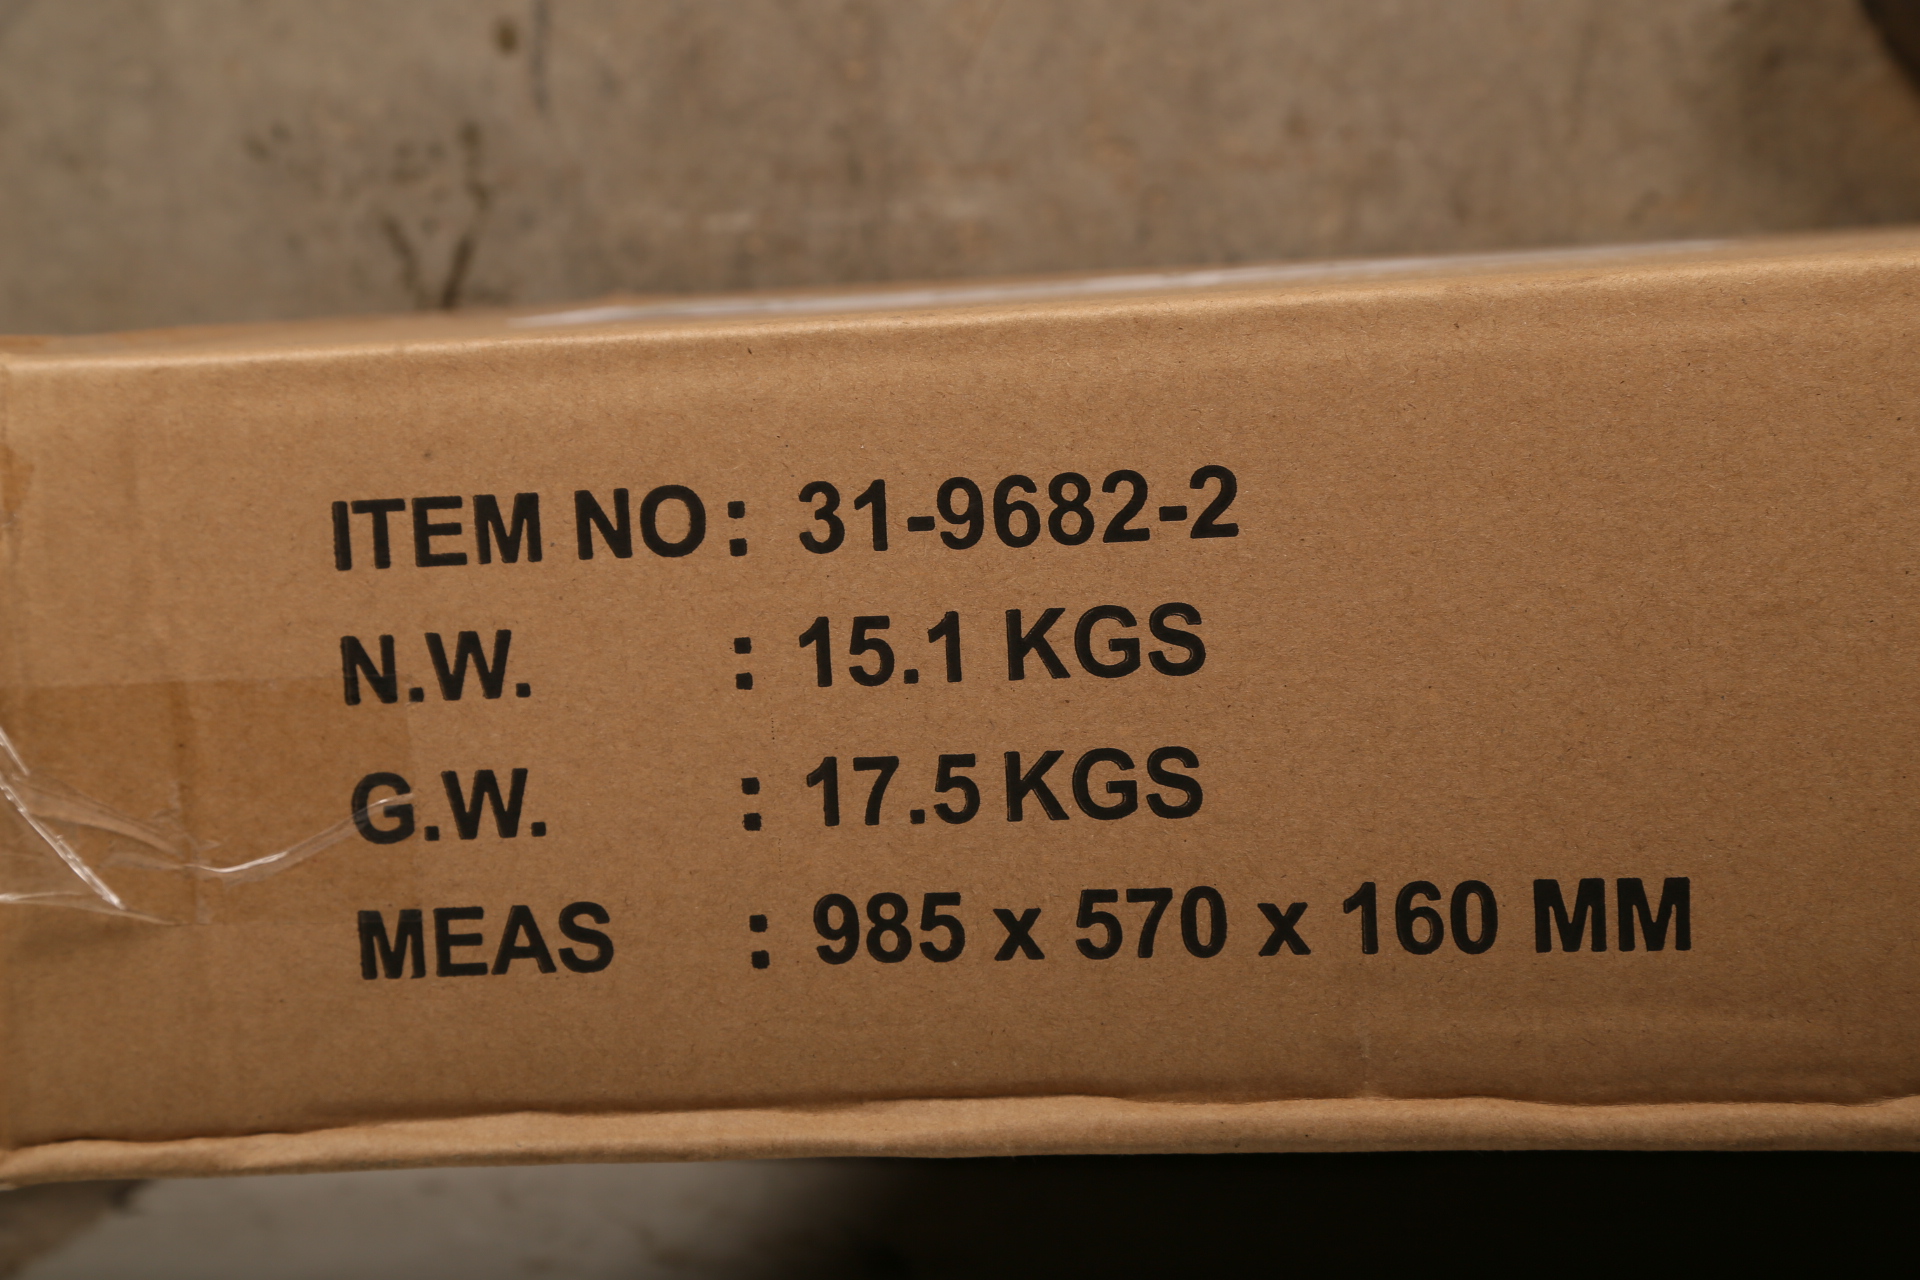 ITEM NO: 31-9682-2
N.W. : 15.1 KGS
G.W. : 17.5 KGS
MEAS : 985 x 570 x 160 MM